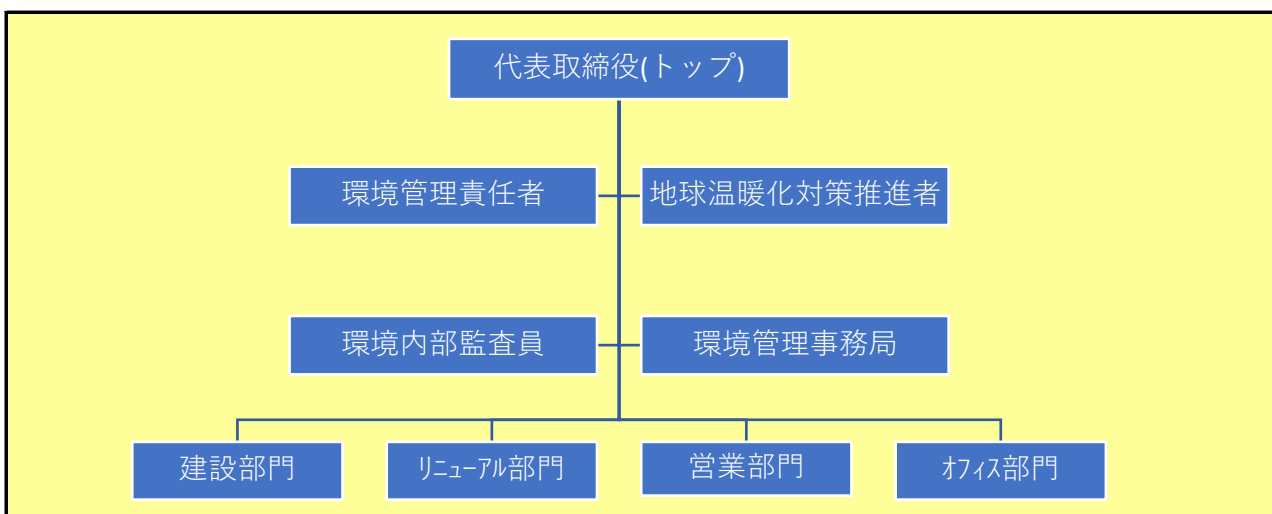 代表取締役(トップ)
環境管理責任者
地球温暖化対策推進者
環境内部監査員
環境管理事務局
建設部門
ﾘﾆｭｰｱﾙ部門
営業部門
ｵﾌｨｽ部門